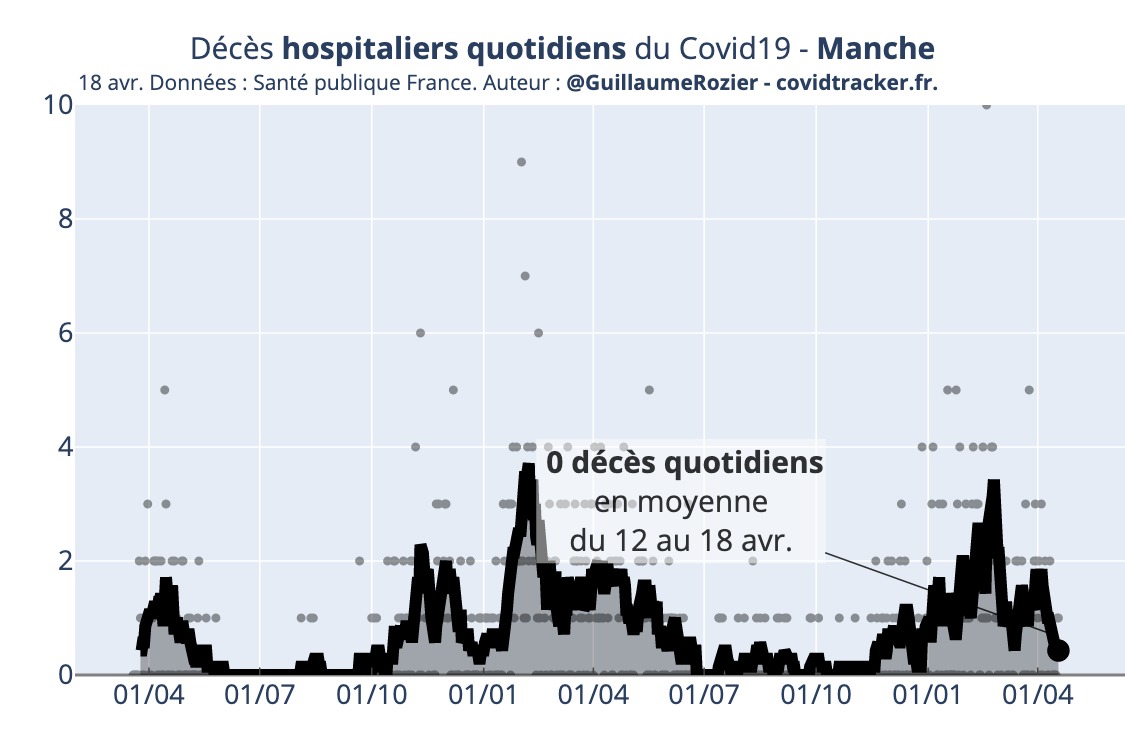 Décès hospitaliers quotidiens du Covid19 - Manche
18 avr. Données : Santé publique France. Auteur : @GuillaumeRozier - covidtracker.fr.
10
8
6
4
2
0
0 décès quotidiens
en moyenne
du 12 au 18 avr.
01/04 01/07 01/10 01/01 01/04 01/07 01/10 01/01 01/04